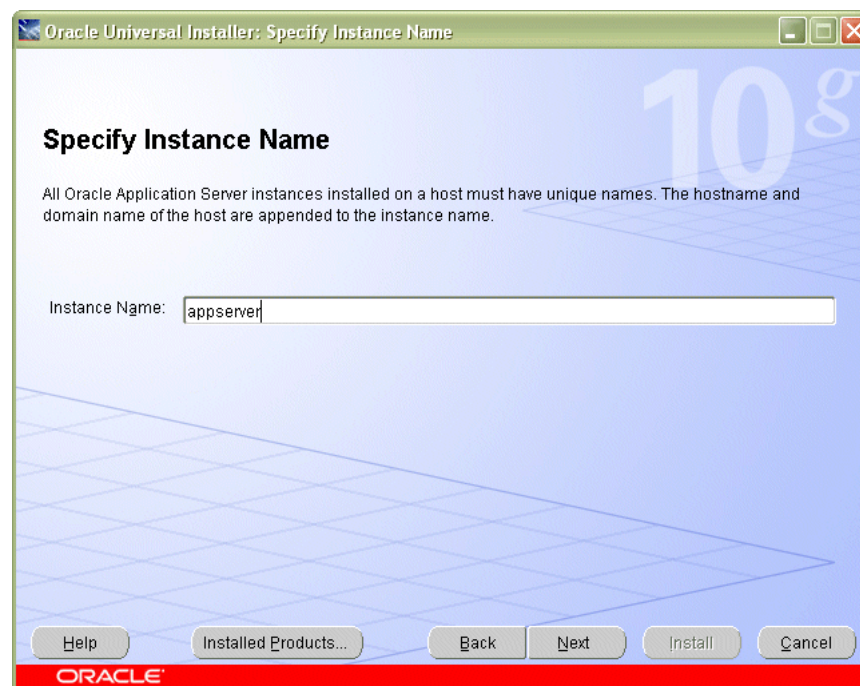 Oracle Universal Installer: Specify Instance Name
10g
Specify Instance Name
All Oracle Application Server instances installed on a host must have unique names. The hostname and
domain name of the host are appended to the instance name.
Instance Name: appserver
Help Installed Products... Back Next Install Cancel
ORACLE